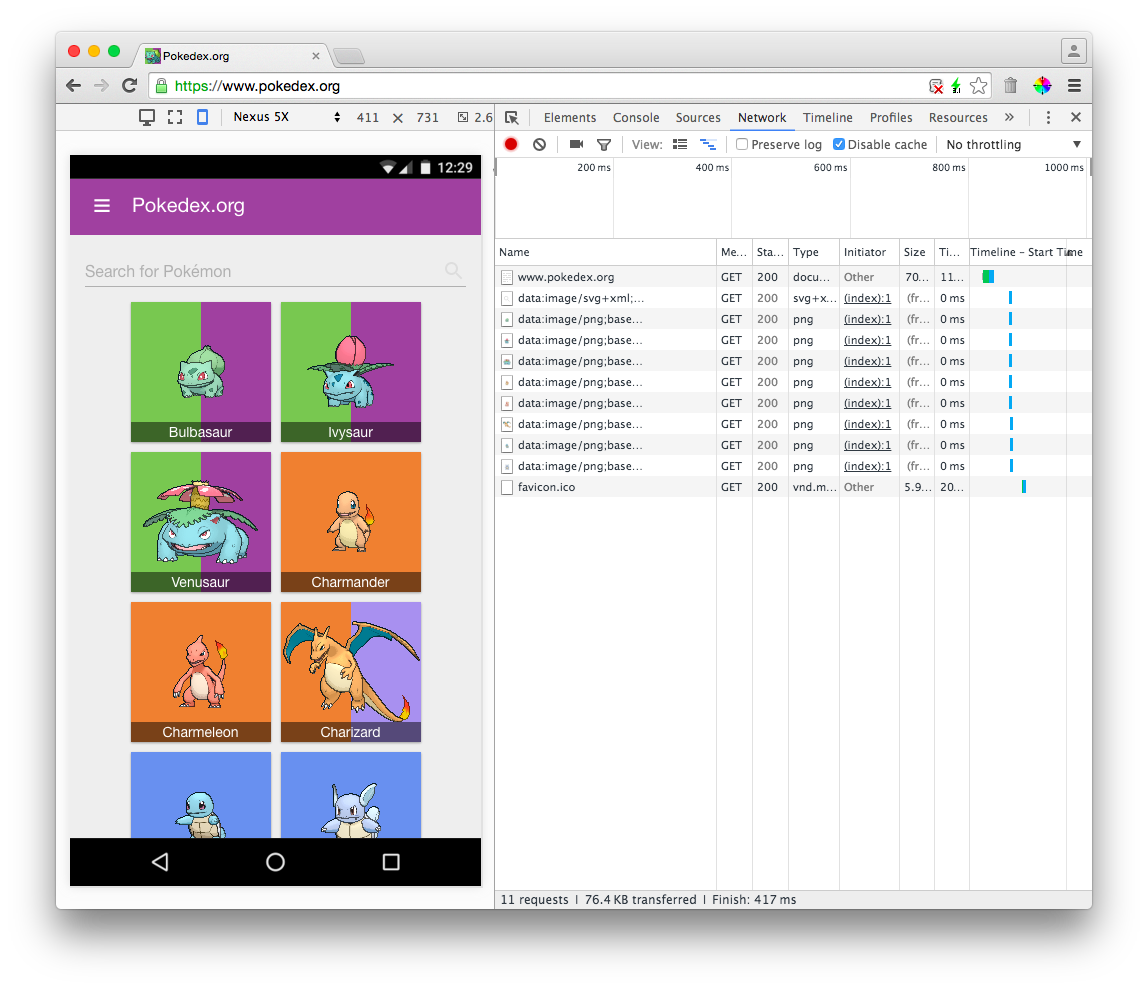 Pokedex.org
https://www.pokedex.org
3.1
Nexus 5X 411 × 731 2.6
Elements Console Sources Network Timeline Profiles Resources »
View: Preserve log Disable cache No throttling
200 ms 400 ms 600 ms 800 ms 1000 ms
12:29
Pokedex.org
Search for Pokémon
Bulbasaur Ivysaur
Venusaur Charmander
Charmeleon Charizard
Name Me... Sta... Type Initiator Size Ti... Timeline – Start Time
www.pokedex.org GET 200 docu... Other 70... 11...
data:image/svg+xml;... GET 200 svg+x... (index):1 (fr... 0 ms
data:image/png;base... GET 200 png (index):1 (fr... 0 ms
data:image/png;base... GET 200 png (index):1 (fr... 0 ms
data:image/png;base... GET 200 png (index):1 (fr... 0 ms
data:image/png;base... GET 200 png (index):1 (fr... 0 ms
data:image/png;base... GET 200 png (index):1 (fr... 0 ms
data:image/png;base... GET 200 png (index):1 (fr... 0 ms
data:image/png;base... GET 200 png (index):1 (fr... 0 ms
data:image/png;base... GET 200 png (index):1 (fr... 0 ms
favicon.ico GET 200 vnd.m... Other 5.9... 20...
11 requests | 76.4 KB transferred | Finish: 417 ms